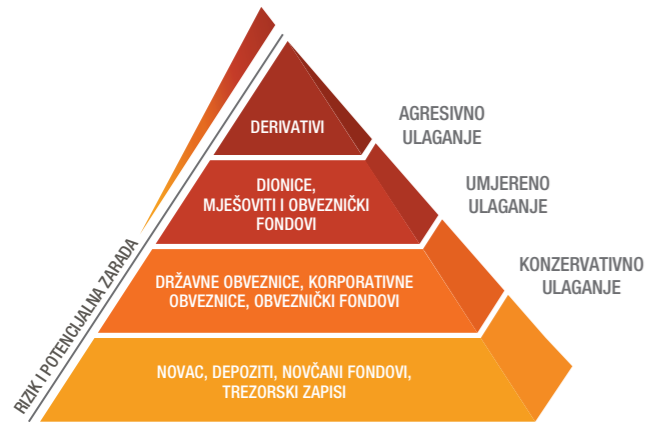 DERIVATIVI
AGRESIVNO
ULAGANJE
DIONICE,
MJEŠOVITI I OBVEZNIČKI
FONDOVI
UMJERENO
ULAGANJE
DRŽAVNE OBVEZNICE, KORPORATIVNE
OBVEZNICE, OBVEZNIČKI FONDOVI
KONZERVATIVNO
ULAGANJE
NOVAC, DEPOZITI, NOVČANI FONDOVI,
TREZORSKI ZAPISI
RIZIK I POTENCIJALNA ZARADA